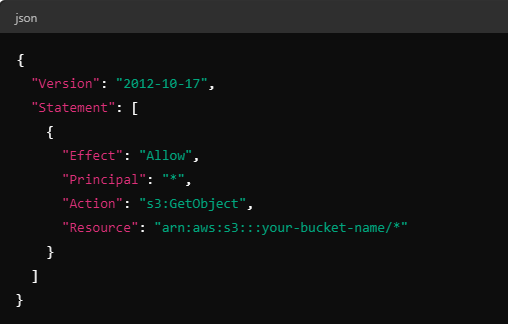 json
{
  "Version": "2012-10-17",
  "Statement": [
    {
      "Effect": "Allow",
      "Principal": "*",
      "Action": "s3:GetObject",
      "Resource": "arn:aws:s3:::your-bucket-name/*"
    }
  ]
}